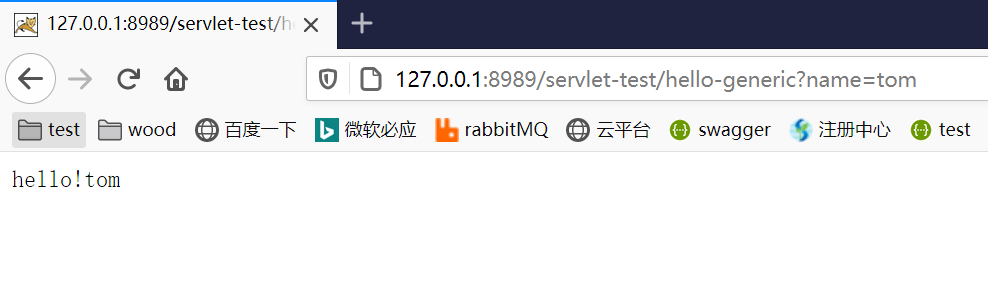 127.0.0.1:8989/servlet-test/he
127.0.0.1:8989/servlet-test/hello-generic?name=tom
test wood 百度一下 微软必应 rabbitMQ 云平台 swagger 注册中心 test
hello!tom